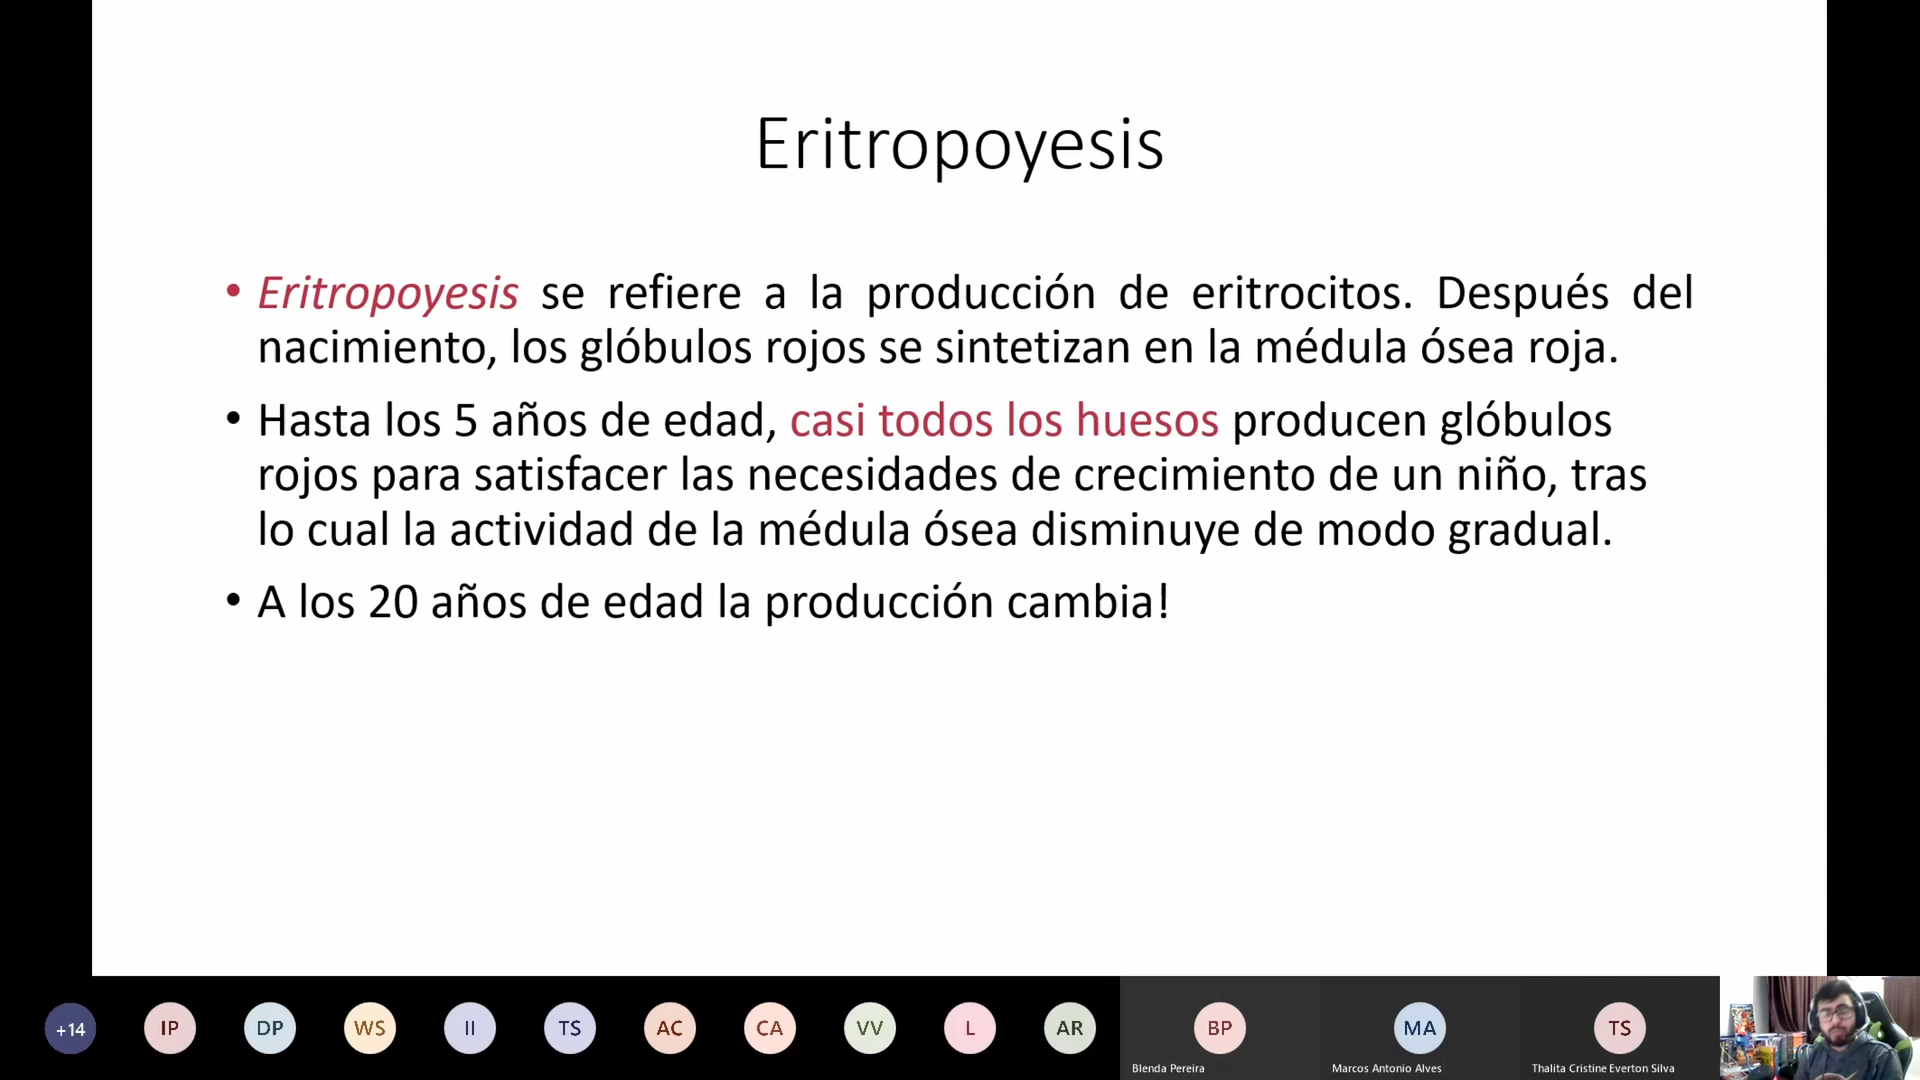 Eritropoyesis
• Eritropoyesis se refiere a la producción de eritrocitos. Después del
nacimiento, los glóbulos rojos se sintetizan en la médula ósea roja.
• Hasta los 5 años de edad, casi todos los huesos producen glóbulos
rojos para satisfacer las necesidades de crecimiento de un niño, tras
lo cual la actividad de la médula ósea disminuye de modo gradual.
• A los 20 años de edad la producción cambia!
+14 IP DP WS II TS AC CA VV L AR BP MA TS
Blenda Pereira Marcos Antonio Alves Thalita Cristine Everton Silva